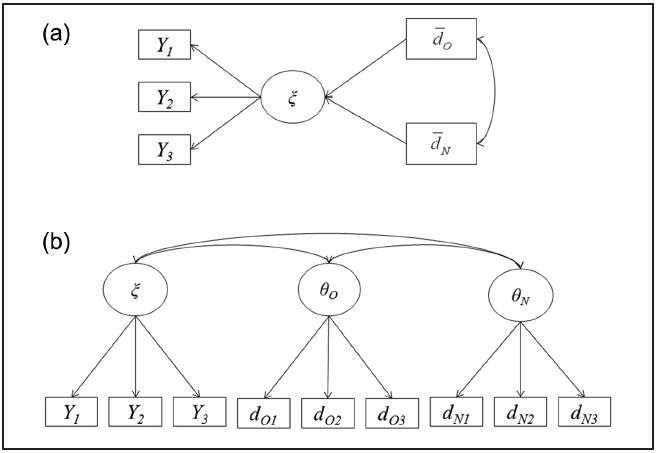 (a)
Y1
Y2
Y3
ξ
d̄O
d̄N
(b)
ξ
θO
θN
Y1 Y2 Y3 dO1 dO2 dO3 dN1 dN2 dN3